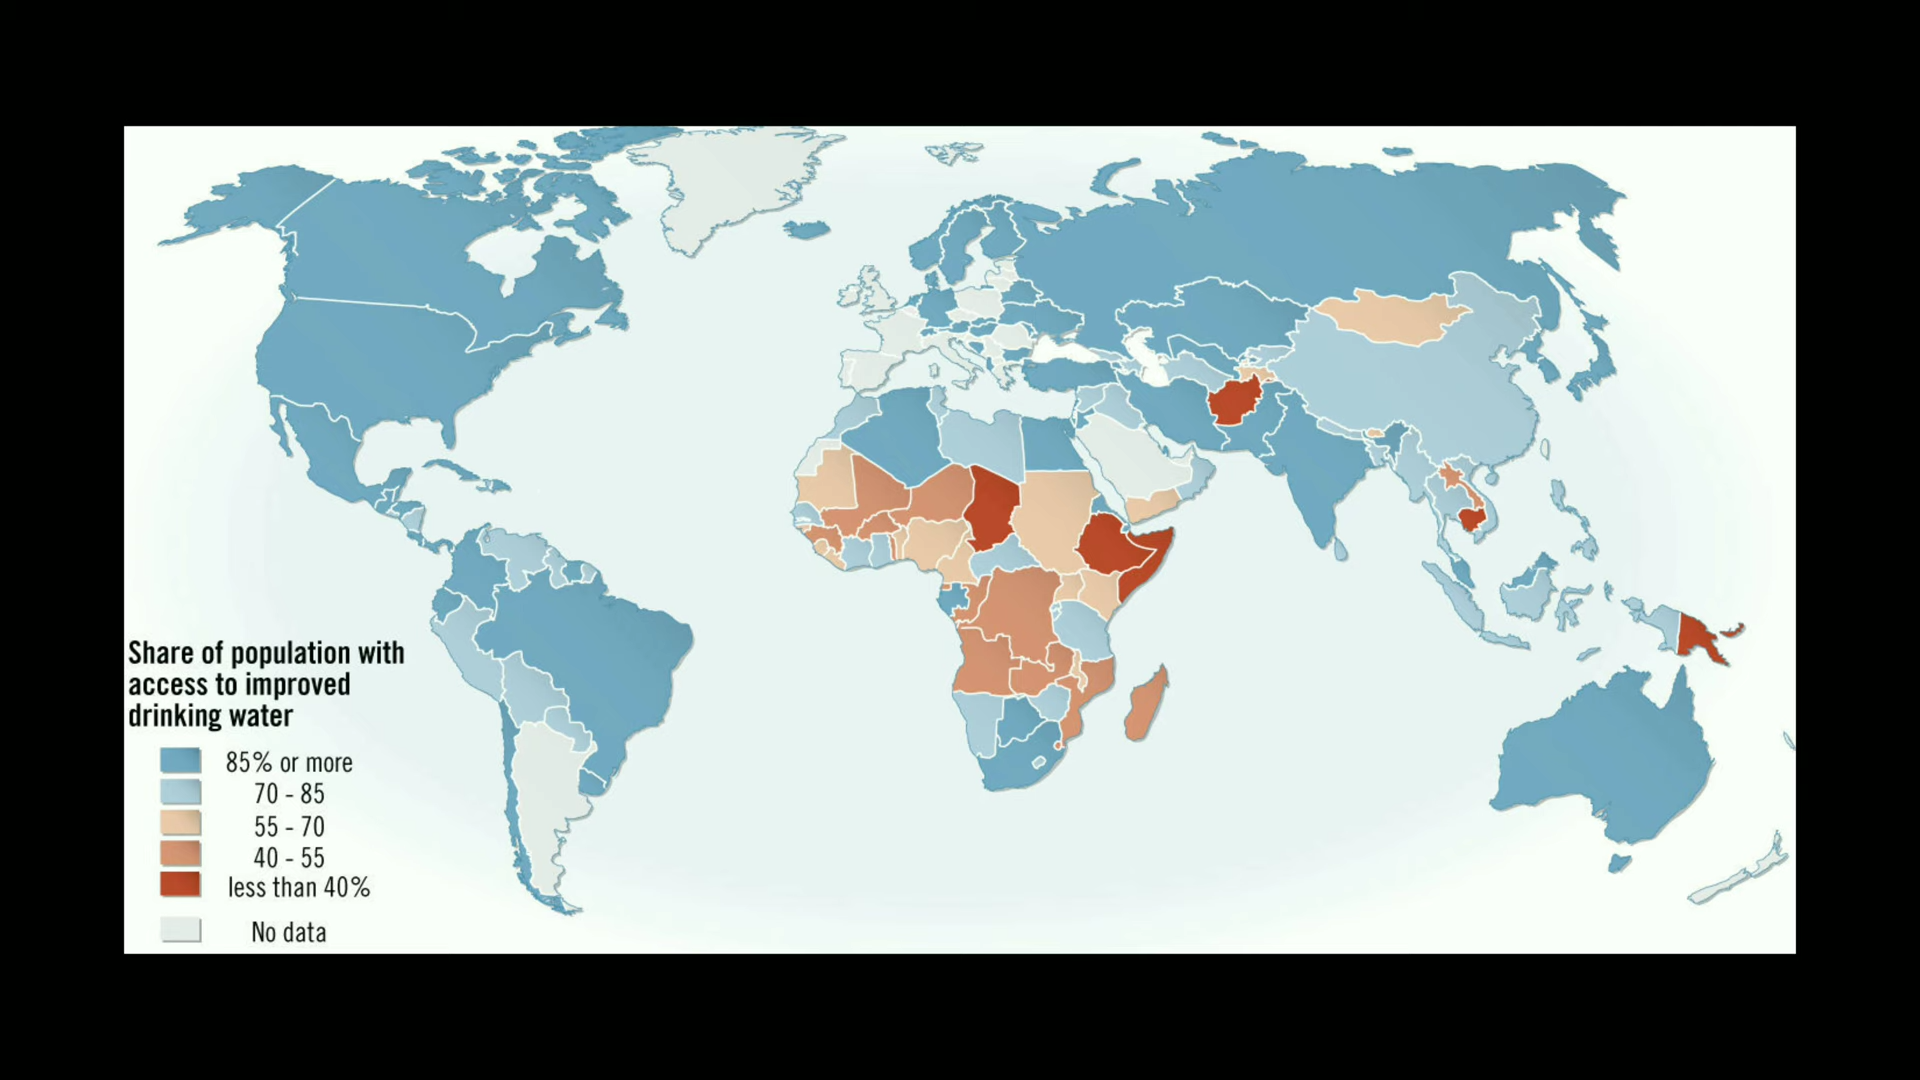 Share of population with
access to improved
drinking water
85% or more
70 - 85
55 - 70
40 - 55
less than 40%
No data